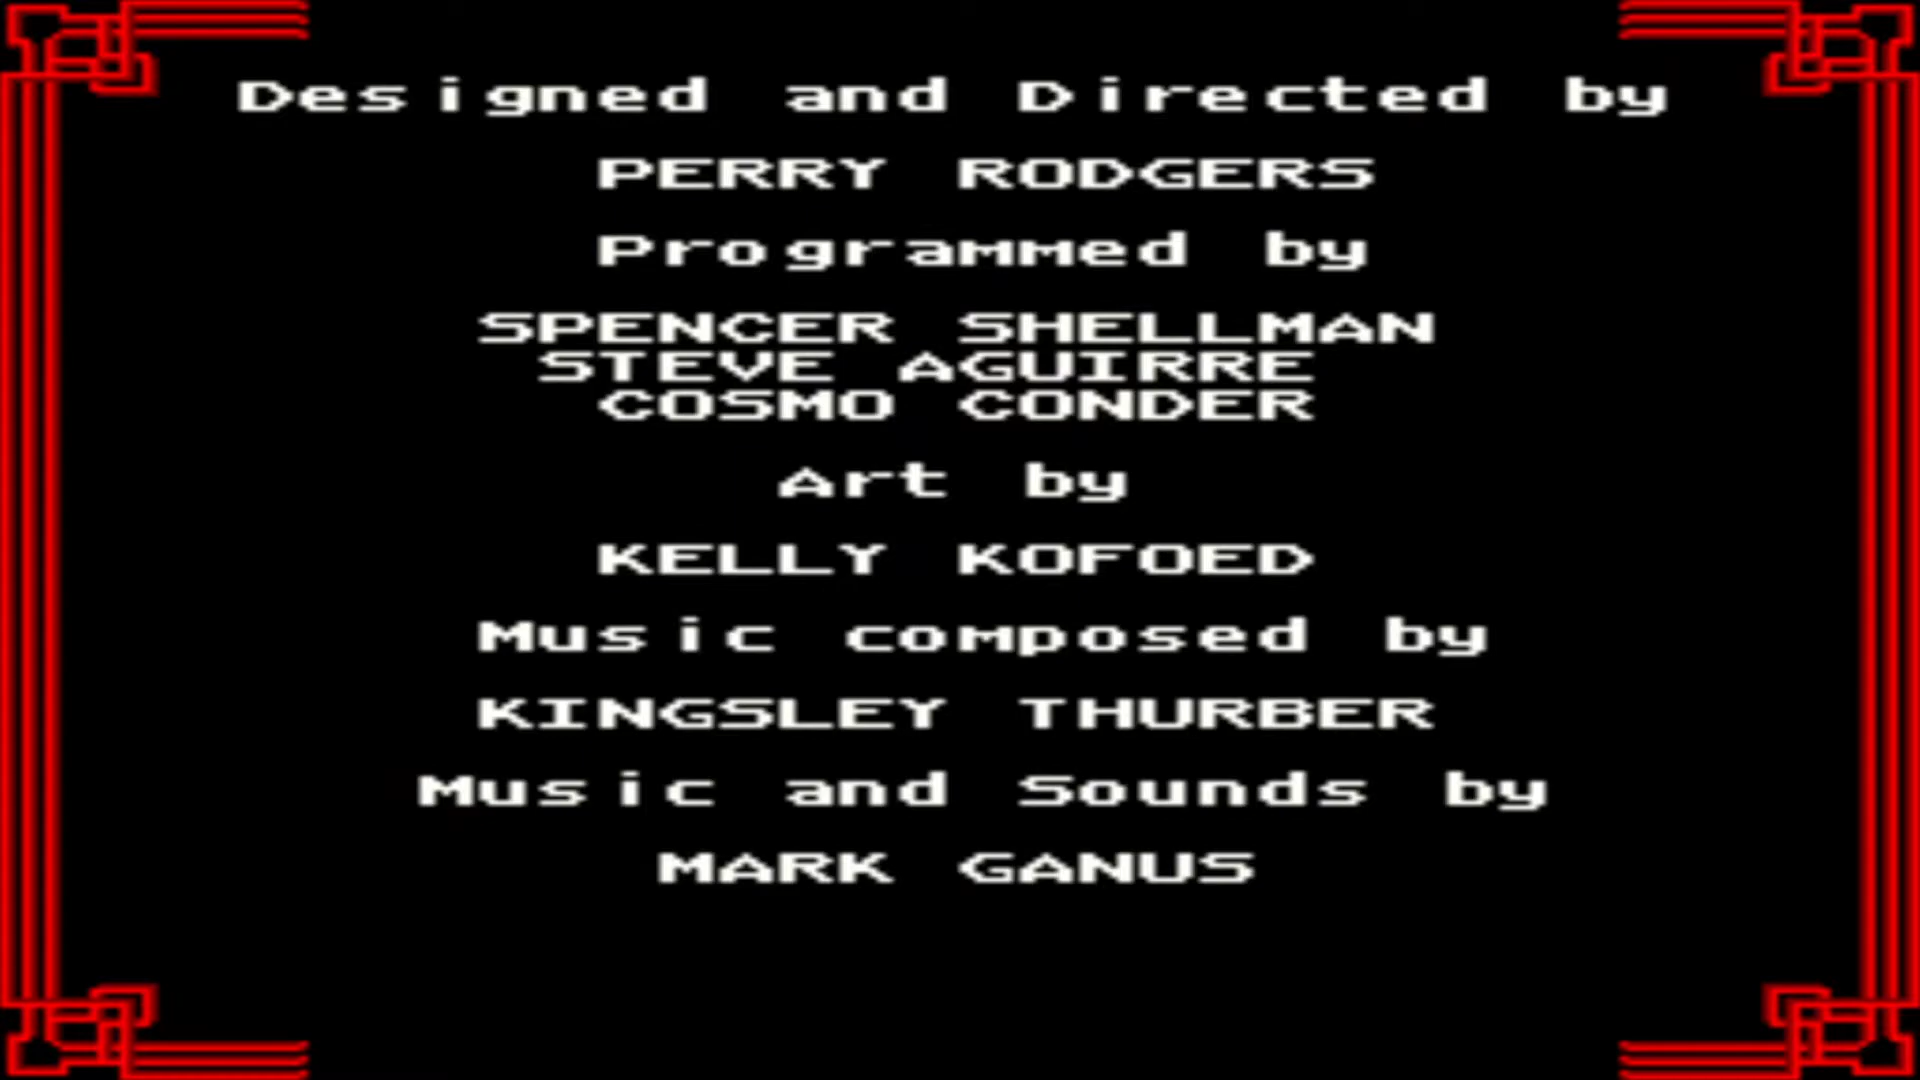 Designed and Directed by
PERRY RODGERS
Programmed by
SPENCER SHELLMAN
STEVE AGUIRRE
COSMO CONDER
Art by
KELLY KOFOED
Music composed by
KINGSLEY THURBER
Music and Sounds by
MARK GANUS